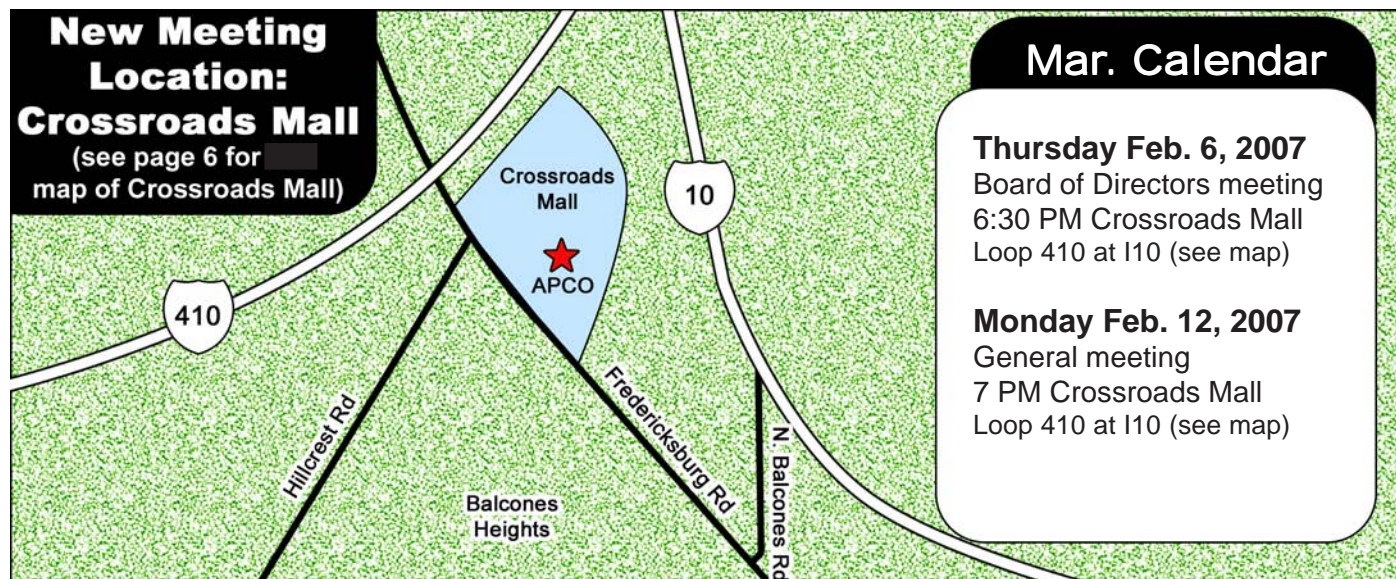 New Meeting
Location:
Crossroads Mall
(see page 6 for
map of Crossroads Mall)
Mar. Calendar
Thursday Feb. 6, 2007
Board of Directors meeting
6:30 PM Crossroads Mall
Loop 410 at I10 (see map)
Monday Feb. 12, 2007
General meeting
7 PM Crossroads Mall
Loop 410 at I10 (see map)
Crossroads
Mall
APCO
10
410
Hillcrest Rd
Fredericksburg Rd
N. Balcones Rd
Balcones
Heights